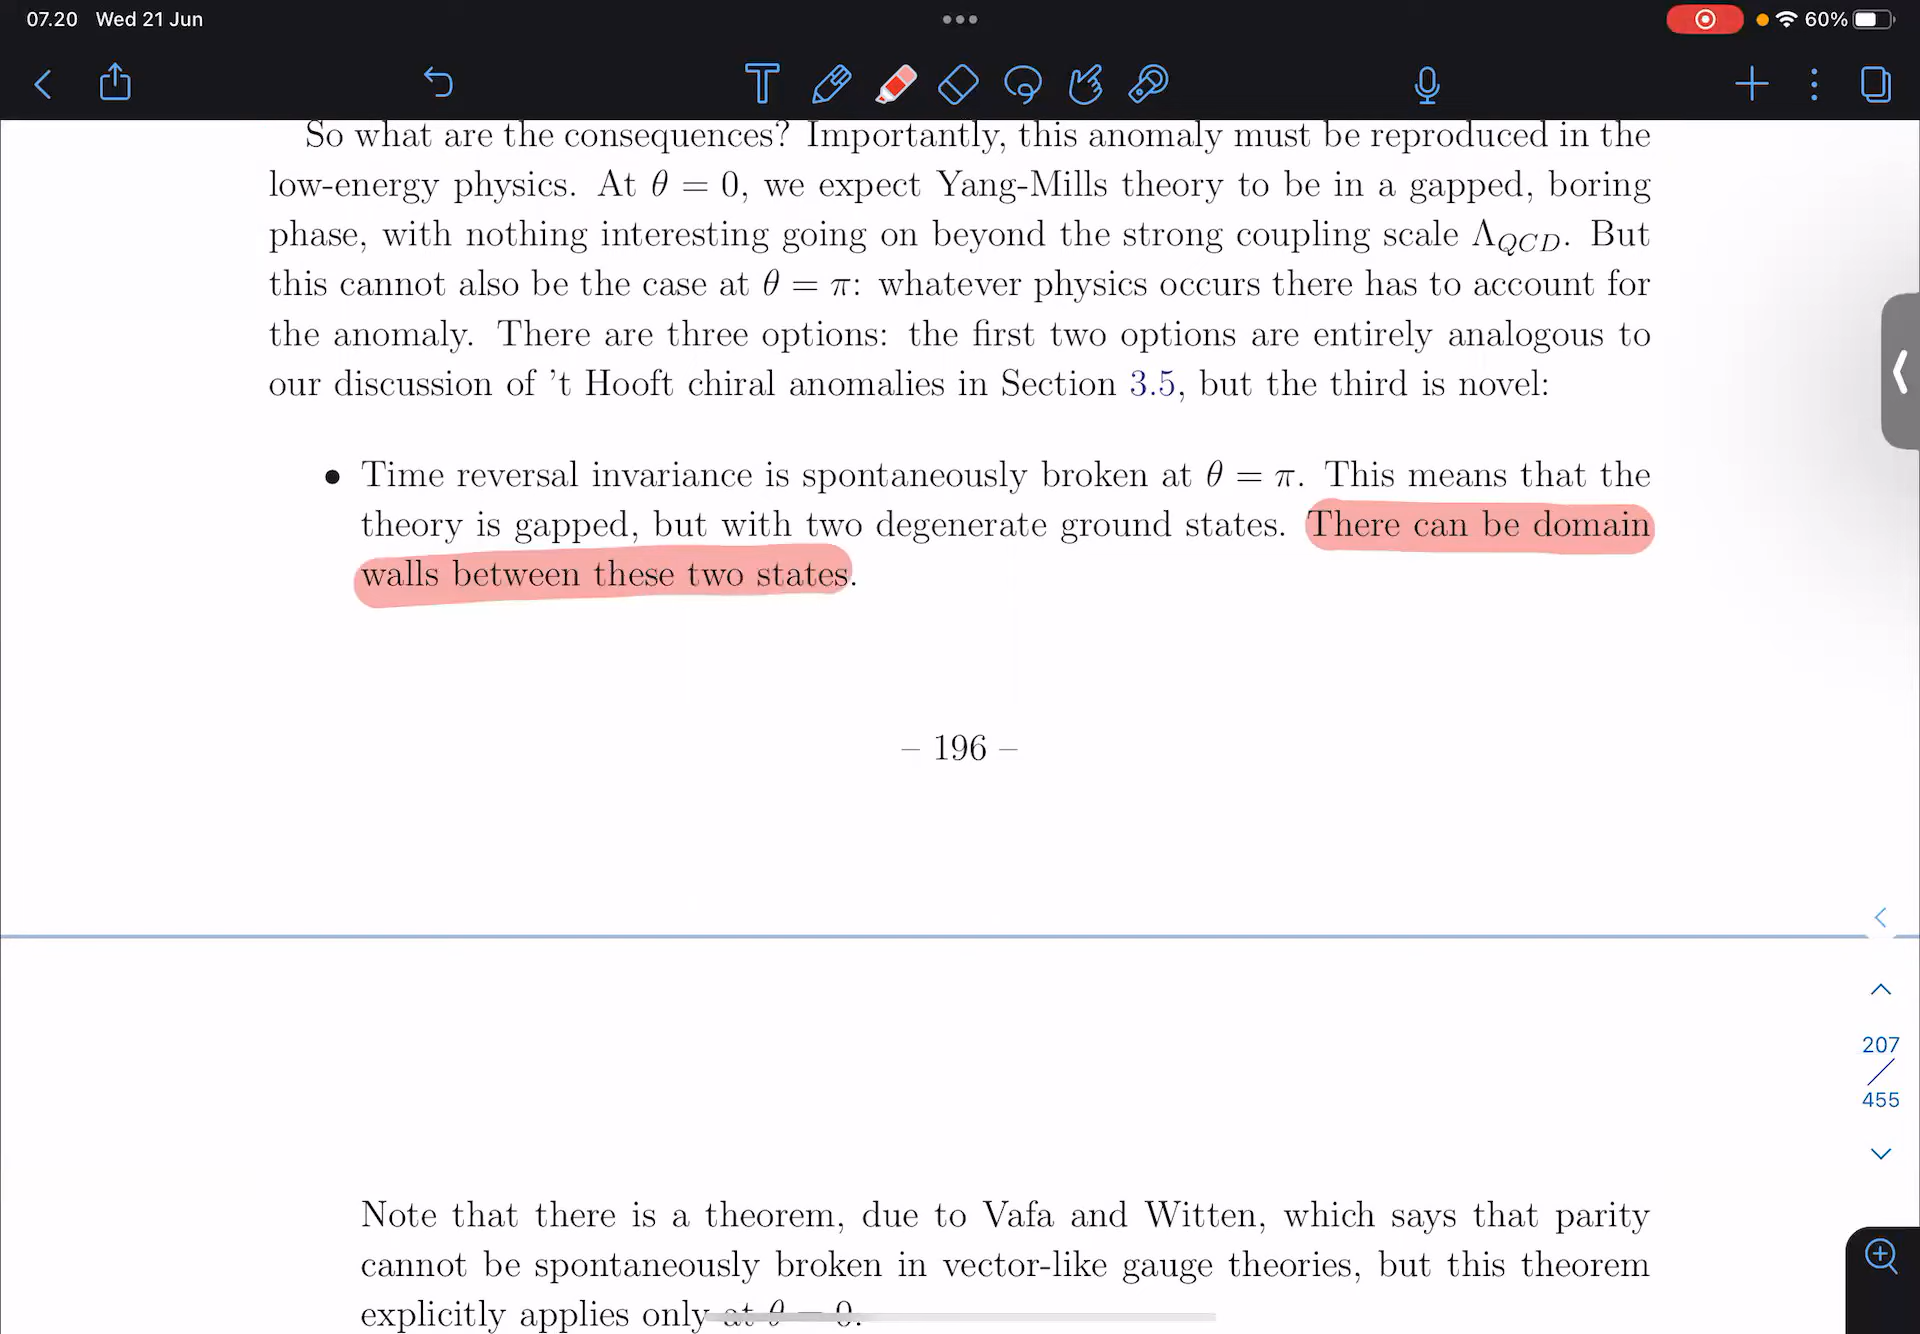 07.20 Wed 21 Jun
60%
So what are the consequences? Importantly, this anomaly must be reproduced in the
low-energy physics. At θ = 0, we expect Yang-Mills theory to be in a gapped, boring
phase, with nothing interesting going on beyond the strong coupling scale Λ_QCD. But
this cannot also be the case at θ = π: whatever physics occurs there has to account for
the anomaly. There are three options: the first two options are entirely analogous to
our discussion of 't Hooft chiral anomalies in Section 3.5, but the third is novel:
• Time reversal invariance is spontaneously broken at θ = π. This means that the
theory is gapped, but with two degenerate ground states. There can be domain
walls between these two states.
– 196 –
207
/
455
Note that there is a theorem, due to Vafa and Witten, which says that parity
cannot be spontaneously broken in vector-like gauge theories, but this theorem
explicitly applies only at θ = 0.